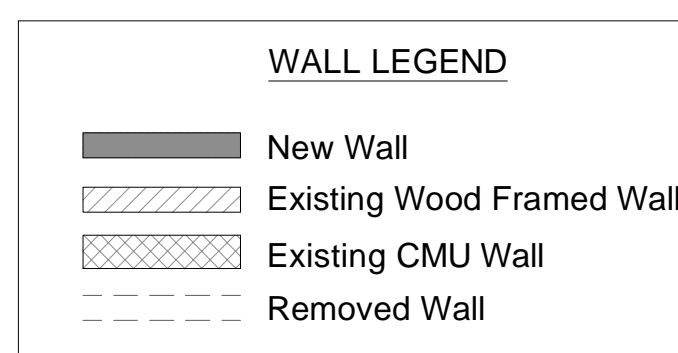 WALL LEGEND
New Wall
Existing Wood Framed Wall
Existing CMU Wall
Removed Wall